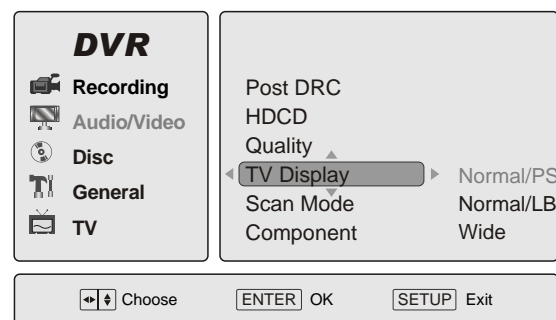 DVR
Recording
Audio/Video
Disc
General
TV
Post DRC
HDCD
Quality
TV Display
Normal/PS
Scan Mode
Normal/LB
Component
Wide
Choose
ENTER OK
SETUP Exit